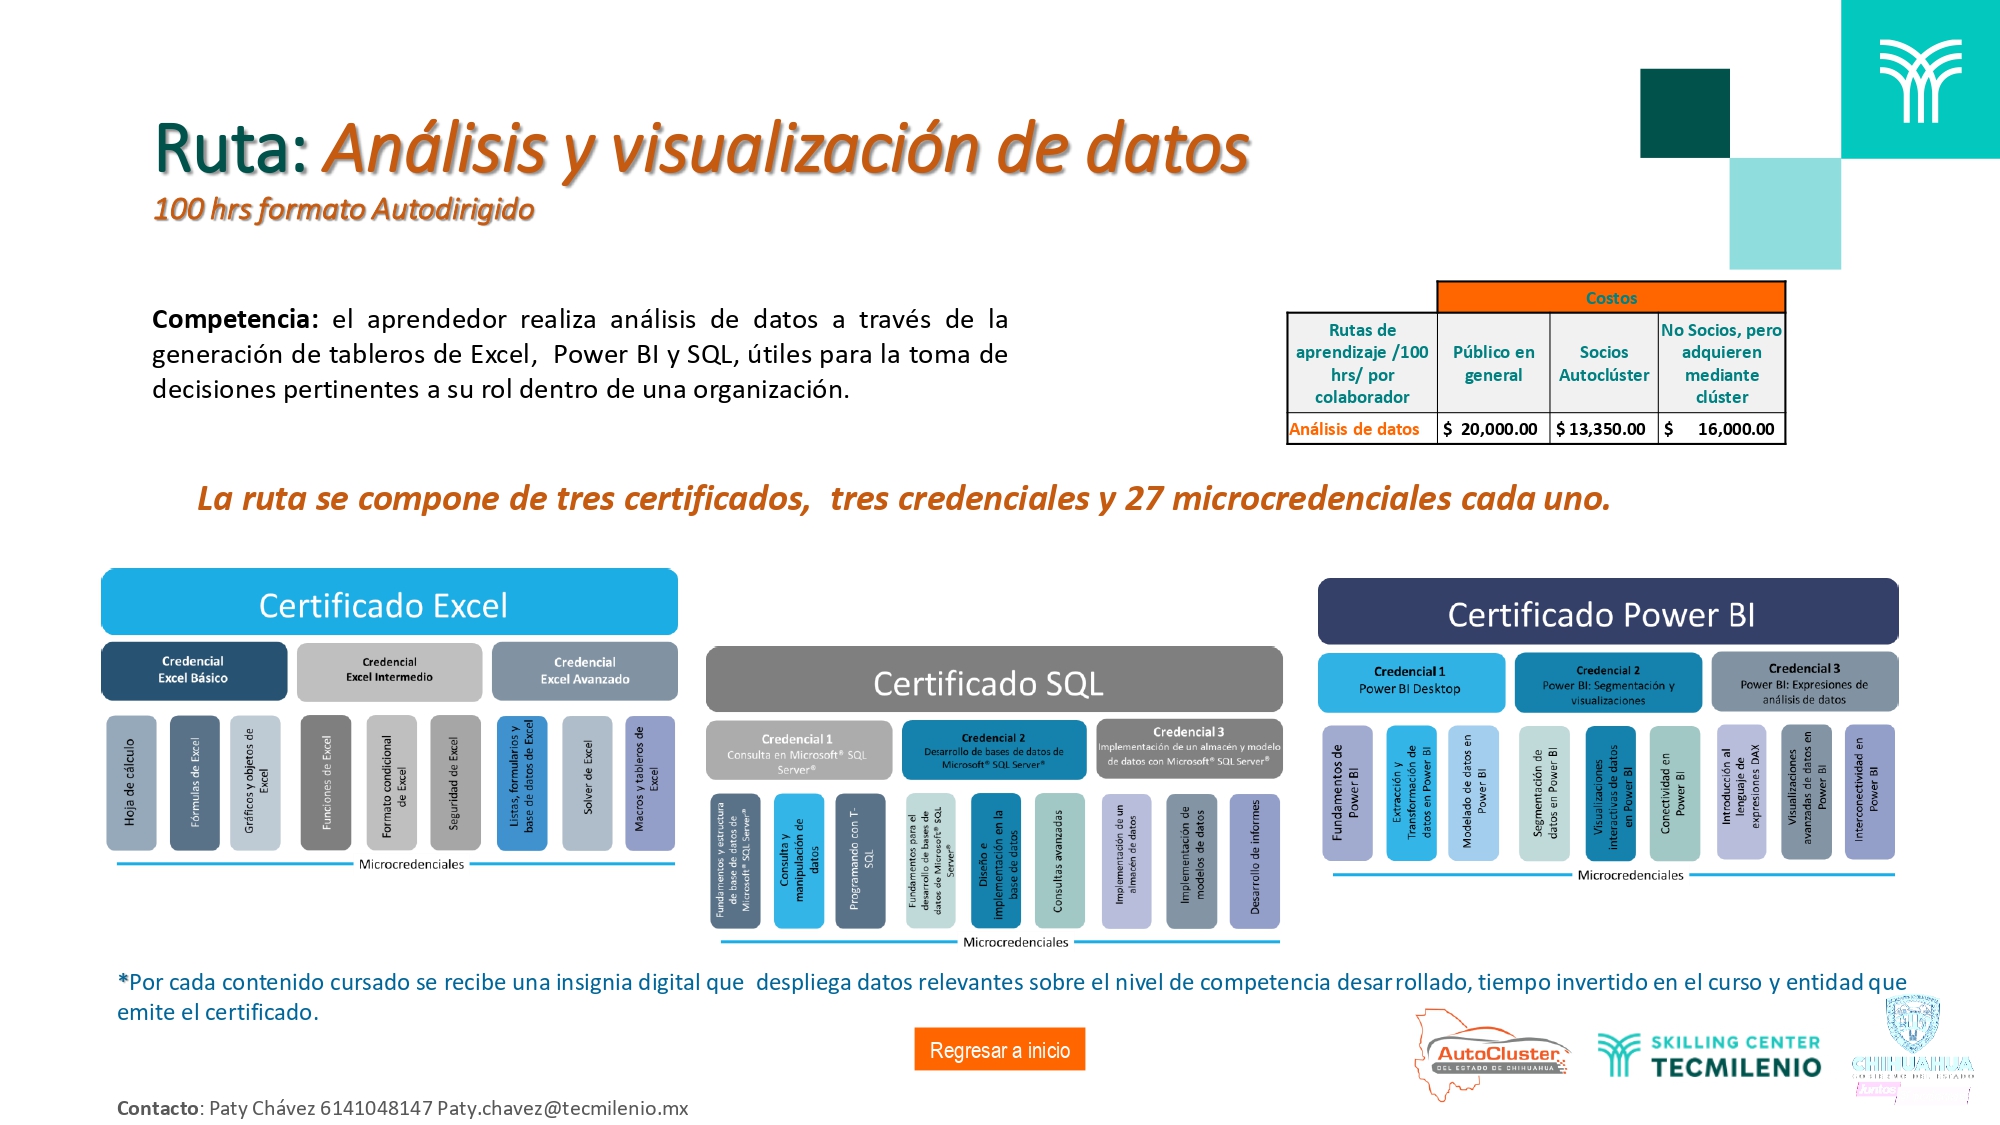 Ruta: Análisis y visualización de datos
100 hrs formato Autodirigido
Competencia: el aprendedor realiza análisis de datos a través de la
generación de tableros de Excel, Power BI y SQL, útiles para la toma de
decisiones pertinentes a su rol dentro de una organización.
Costos
Rutas de
aprendizaje /100
hrs/ por
colaborador
Público en
general
Socios
Autoclúster
No Socios, pero
adquieren
mediante
clúster
Análisis de datos
$ 20,000.00
$ 13,350.00
$ 16,000.00
La ruta se compone de tres certificados, tres credenciales y 27 microcredenciales cada uno.
Certificado Excel
Credencial
Excel Básico
Credencial
Excel Intermedio
Credencial
Excel Avanzado
Hoja de cálculo
Fórmulas de Excel
Gráficos y objetos de
Excel
Funciones de Excel
Formato condicional
de Excel
Seguridad de Excel
Listas, formularios y
base de datos de Excel
Solver de Excel
Macros y tableros de
Excel
Microcredenciales
Certificado SQL
Credencial 1
Consulta en Microsoft® SQL
Server®
Credencial 2
Desarrollo de bases de datos de
Microsoft® SQL Server®
Credencial 3
Implementación de un almacén y modelo
de datos con Microsoft® SQL Server®
Fundamentos y estructura
de base de datos de
Microsoft® SQL Server®
Consulta y
manipulación de
datos
Programando con T-
SQL
Fundamentos para el
desarrollo de bases de
datos de Microsoft® SQL
Server®
Diseño e
implementación en la
base de datos
Consultas avanzadas
Implementación de un
almacén de datos
Implementación de
modelos de datos
Desarrollo de informes
Microcredenciales
Certificado Power BI
Credencial 1
Power BI Desktop
Credencial 2
Power BI: Segmentación y
visualizaciones
Credencial 3
Power BI: Expresiones de
análisis de datos
Fundamentos de
Power BI
Extracción y
Transformación de
datos en Power BI
Modelado de datos en
Power BI
Segmentación de
datos en Power BI
Visualizaciones
interactivas de datos
en Power BI
Conectividad en
Power BI
Introducción al
lenguaje de
expresiones DAX
Visualizaciones
avanzadas de datos en
Power BI
Interconectividad en
Power BI
Microcredenciales
*Por cada contenido cursado se recibe una insignia digital que despliega datos relevantes sobre el nivel de competencia desarrollado, tiempo invertido en el curso y entidad que
emite el certificado.
Regresar a inicio
AutoCluster
DEL ESTADO DE CHIHUAHUA
SKILLING CENTER
TECMILENIO
CHIHUAHUA
GOBIERNO DEL ESTADO
Juntos
Contacto: Paty Chávez 6141048147 Paty.chavez@tecmilenio.mx